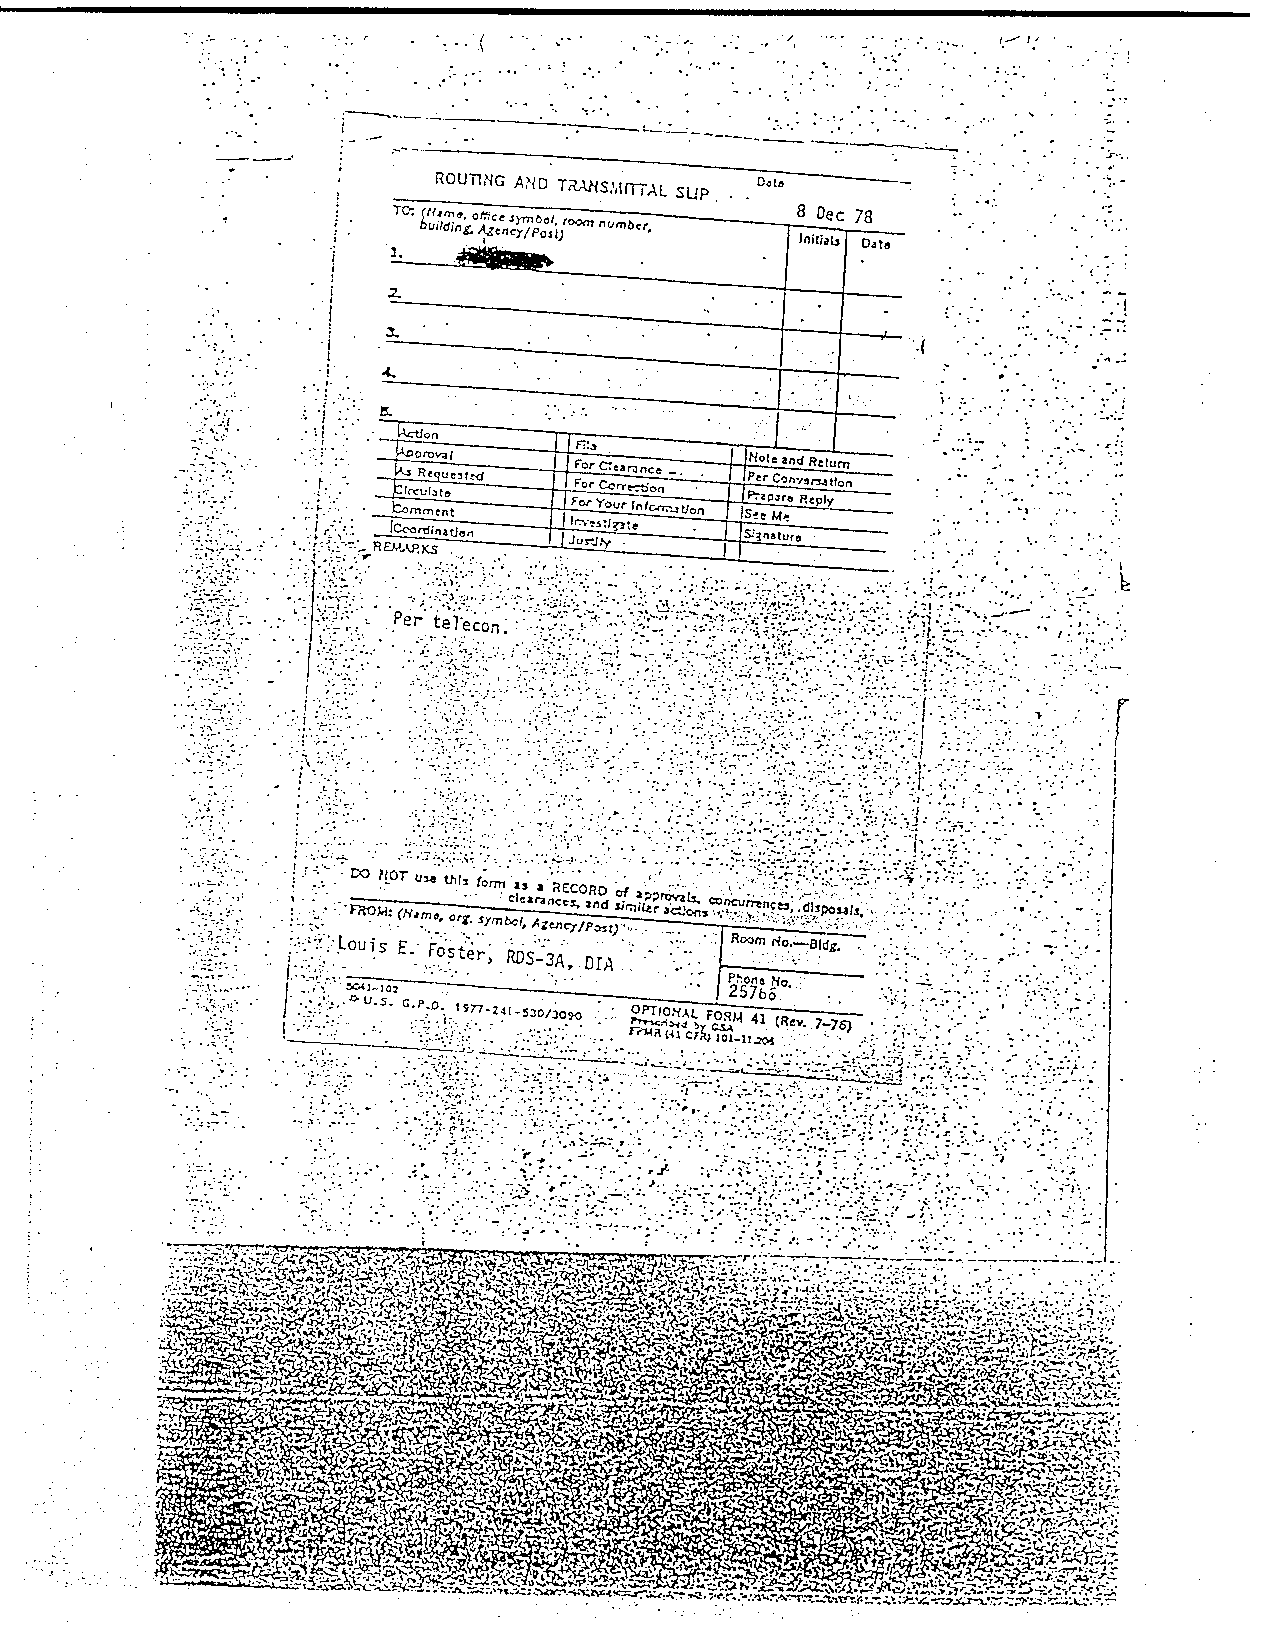 ROUTING AND TRANSMITTAL SLIP
Date
8 Dec 78
TO: (Name, office symbol, room number,
building, Agency/Post)
Initials
Date
1.
2.
3.
4.
5.
Action
File
Note and Return
Approval
For Clearance
Per Conversation
As Requested
For Correction
Prepare Reply
Circulate
For Your Information
See Me
Comment
Investigate
Signature
Coordination
Justify
REMARKS
Per telecon.
DO NOT use this form as a RECORD of approvals, concurrences, disposals,
clearances, and similar actions
FROM: (Name, org. symbol, Agency/Post)
Room No.—Bldg.
Louis E. Foster, RDS-3A, DIA
Phone No.
25766
5041-102
U.S. G.P.O. 1977-241-530/3090
OPTIONAL FORM 41 (Rev. 7-76)
Prescribed by GSA
FPMR (41 CFR) 101-11.206